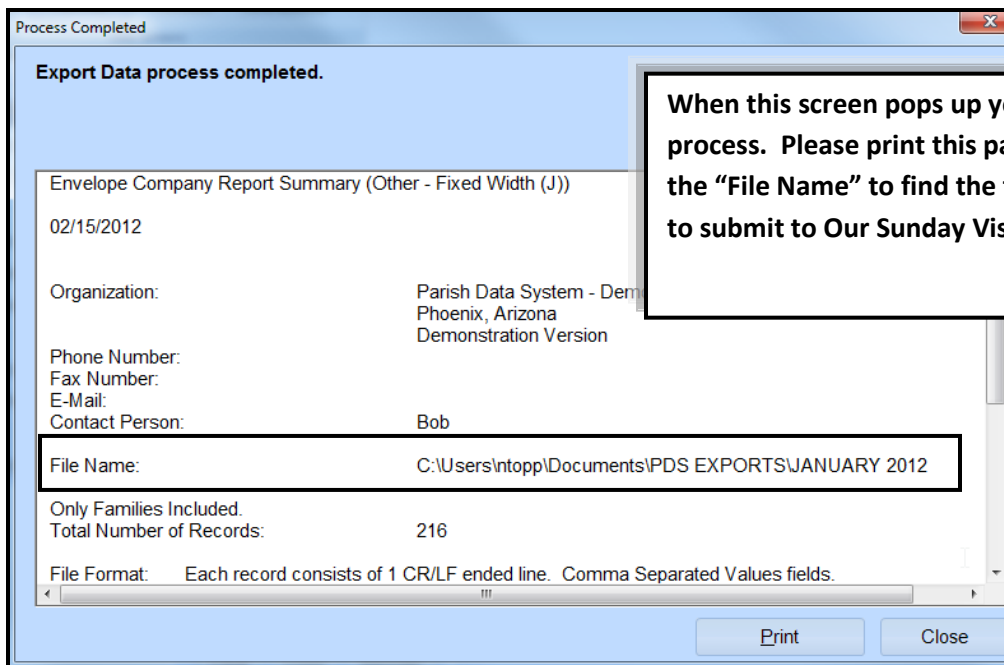 Process Completed
Export Data process completed.
When this screen pops up
process. Please print this
the “File Name” to find the
to submit to Our Sunday
Envelope Company Report Summary (Other - Fixed Width (J))
02/15/2012
Organization: Parish Data System -
Phoenix, Arizona
Demonstration Version
Phone Number:
Fax Number:
E-Mail:
Contact Person: Bob
File Name: C:\Users\ntopp\Documents\PDS EXPORTS\JANUARY 2012
Only Families Included.
Total Number of Records: 216
File Format: Each record consists of 1 CR/LF ended line. Comma Separated Values fields.
Print Close